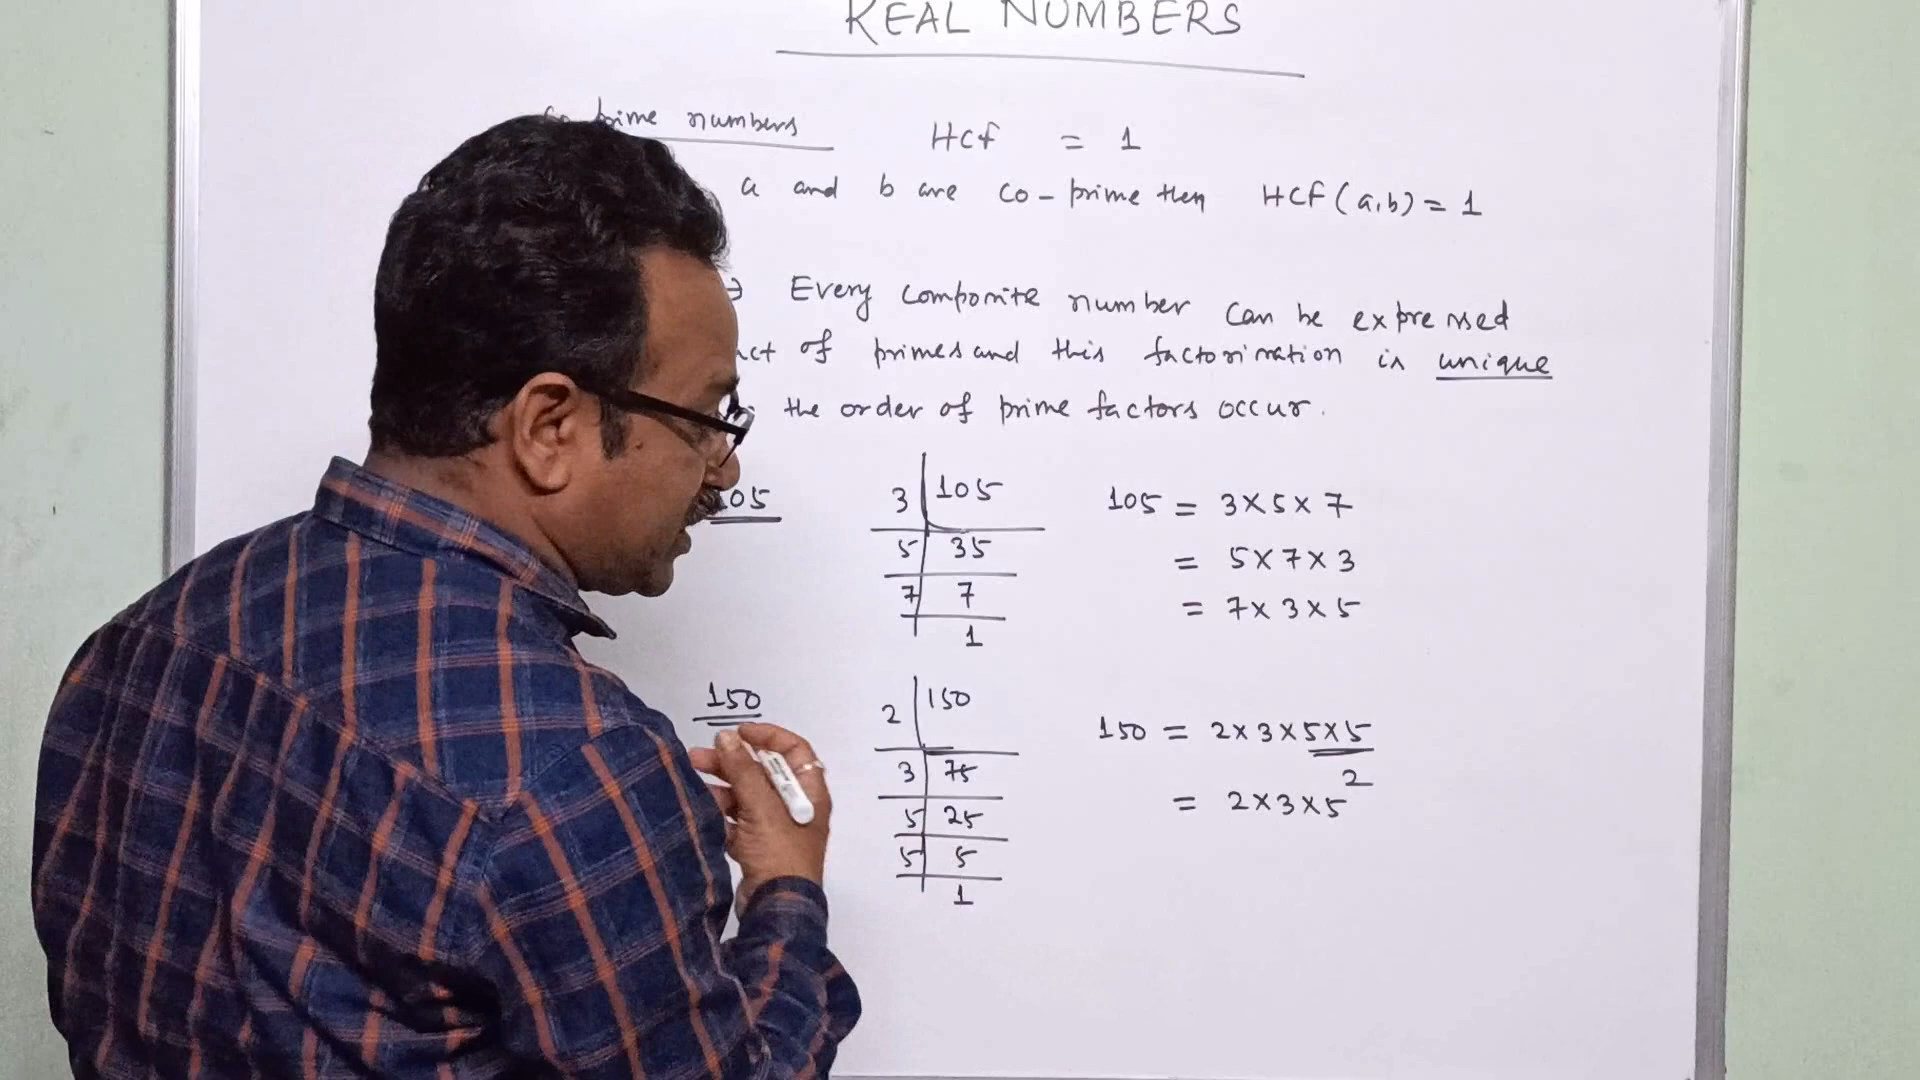 REAL NUMBERS
prime numbers HCf = 1
a and b are co-prime then HCF(a,b) = 1
Every composite number can be expressed
of primes and this factorisation is unique
the order of prime factors occur.
105 3 105 105 = 3×5×7
5 35 = 5×7×3
7 7 = 7×3×5
1
150 2 150 150 = 2×3×5×5
3 75 = 2×3×5²
5 25
5 5
1